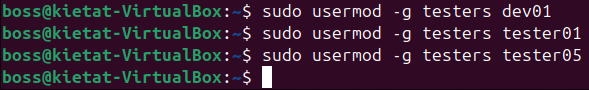 boss@kietat-VirtualBox:~$ sudo usermod -g testers dev01
boss@kietat-VirtualBox:~$ sudo usermod -g testers tester01
boss@kietat-VirtualBox:~$ sudo usermod -g testers tester05
boss@kietat-VirtualBox:~$